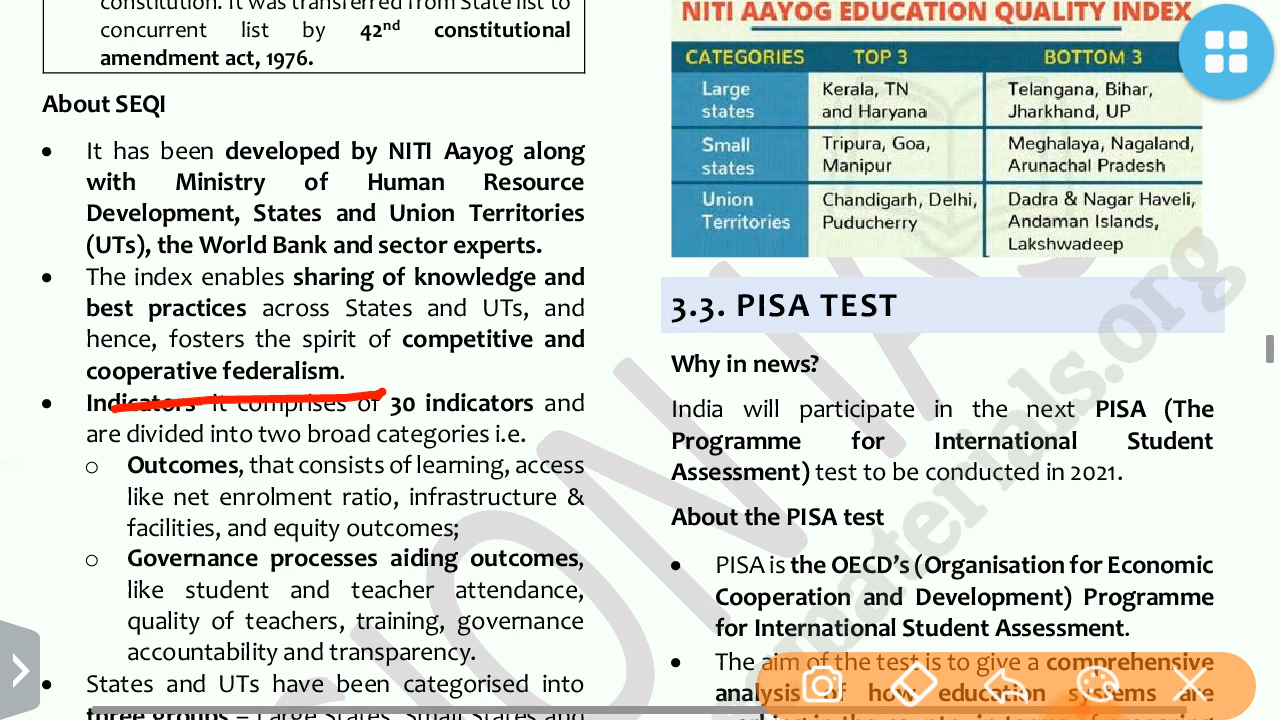 constitution. It was transferred from State list to
concurrent list by 42nd constitutional
amendment act, 1976.
About SEQI
• It has been developed by NITI Aayog along
with Ministry of Human Resource
Development, States and Union Territories
(UTs), the World Bank and sector experts.
• The index enables sharing of knowledge and
best practices across States and UTs, and
hence, fosters the spirit of competitive and
cooperative federalism.
• Indicators- It comprises of 30 indicators and
are divided into two broad categories i.e.
o Outcomes, that consists of learning, access
like net enrolment ratio, infrastructure &
facilities, and equity outcomes;
o Governance processes aiding outcomes,
like student and teacher attendance,
quality of teachers, training, governance
accountability and transparency.
• States and UTs have been categorised into
three groups – Large States, Small States and
NITI AAYOG EDUCATION QUALITY INDEX
CATEGORIES TOP 3 BOTTOM 3
Large states Kerala, TN and Haryana Telangana, Bihar, Jharkhand, UP
Small states Tripura, Goa, Manipur Meghalaya, Nagaland, Arunachal Pradesh
Union Territories Chandigarh, Delhi, Puducherry Dadra & Nagar Haveli, Andaman Islands, Lakshwadeep
3.3. PISA TEST
Why in news?
India will participate in the next PISA (The
Programme for International Student
Assessment) test to be conducted in 2021.
About the PISA test
• PISA is the OECD's (Organisation for Economic
Cooperation and Development) Programme
for International Student Assessment.
• The aim of the test is to give a comprehensive
analysis of how education systems are